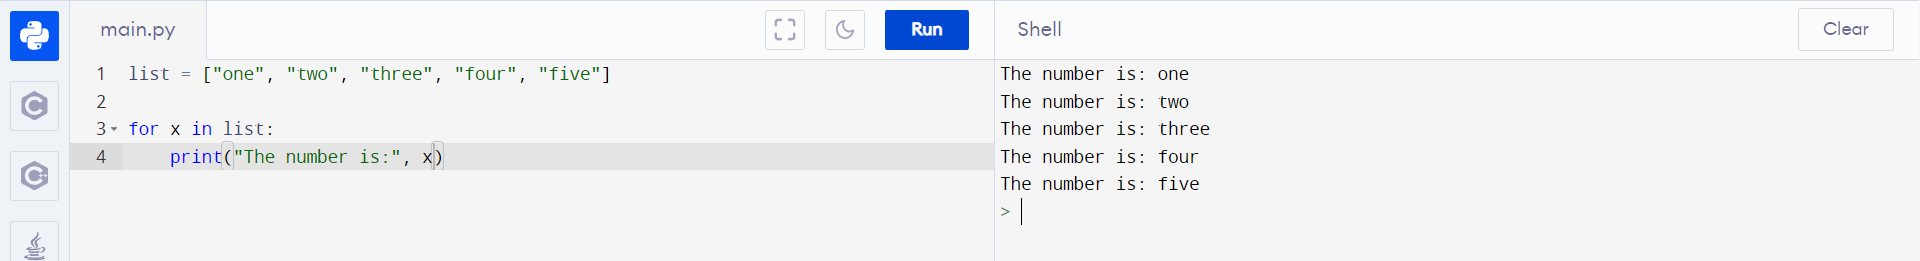 main.py
Run
Shell
Clear
1 list = ["one", "two", "three", "four", "five"]
2
3 for x in list:
4     print("The number is:", x)
The number is: one
The number is: two
The number is: three
The number is: four
The number is: five
>